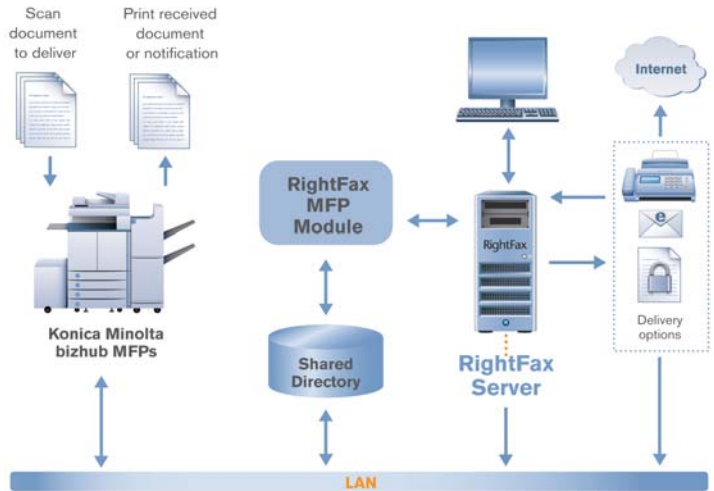 Scan
document
to deliver
Print received
document
or notification
Internet
RightFax
MFP
Module
RightFax
e
Konica Minolta
bizhub MFPs
Shared
Directory
RightFax
Server
Delivery
options
LAN